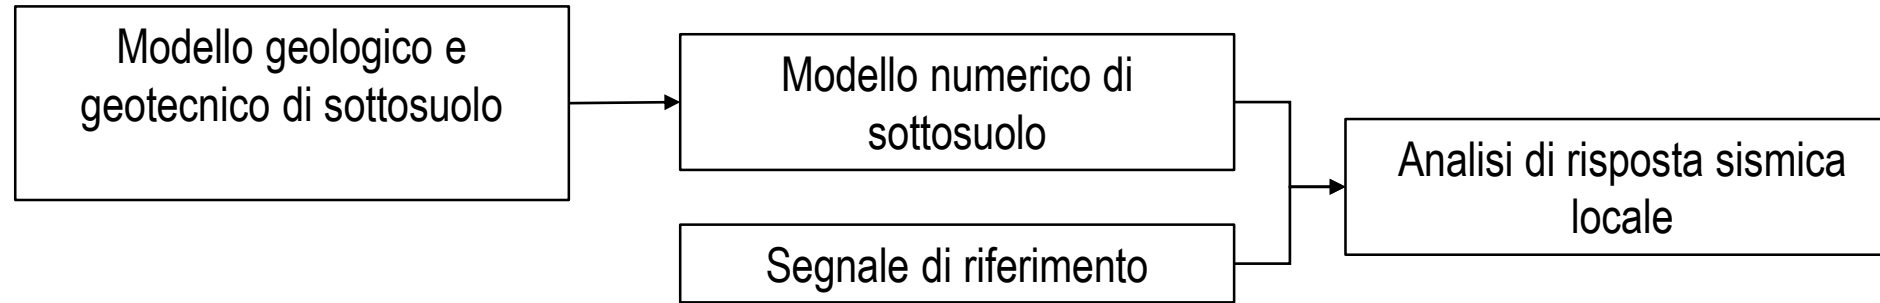 Modello geologico e
geotecnico di sottosuolo
Modello numerico di
sottosuolo
Segnale di riferimento
Analisi di risposta sismica
locale